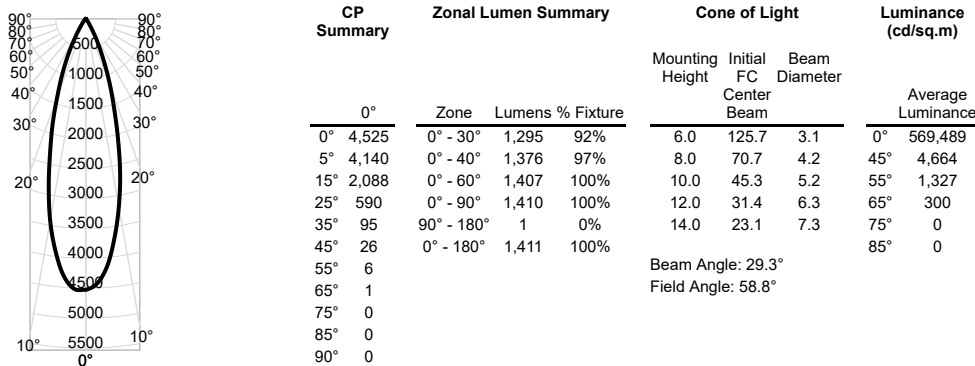 90° 90°
80° 80°
70° 500 70°
60° 60°
50° 1000 50°
40° 1500 40°
30° 2000 30°
2500
20° 3000 20°
3500
4000
4500
5000
10° 5500 10°
0°
CP
Summary
0°
0° 4,525
5° 4,140
15° 2,088
25° 590
35° 95
45° 26
55° 6
65° 1
75° 0
85° 0
90° 0
Zonal Lumen Summary
Zone Lumens % Fixture
0° - 30° 1,295 92%
0° - 40° 1,376 97%
0° - 60° 1,407 100%
0° - 90° 1,410 100%
90° - 180° 1 0%
0° - 180° 1,411 100%
Cone of Light
Mounting Initial Beam
Height FC Diameter
Center
Beam
6.0 125.7 3.1
8.0 70.7 4.2
10.0 45.3 5.2
12.0 31.4 6.3
14.0 23.1 7.3
Beam Angle: 29.3°
Field Angle: 58.8°
Luminance
(cd/sq.m)
Average
Luminance
0° 569,489
45° 4,664
55° 1,327
65° 300
75° 0
85° 0